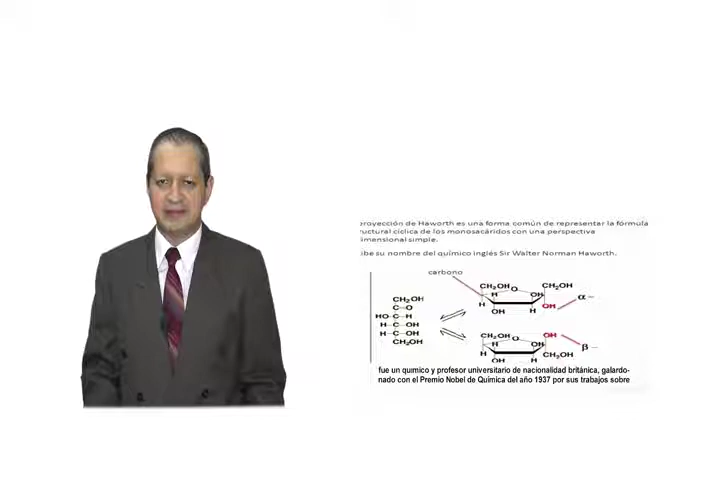 proyección de Haworth es una forma común de representar la fórmula
ructural cíclica de los monosacáridos con una perspectiva
imensional simple.
ibe su nombre del químico inglés Sir Walter Norman Haworth.
carbono
CH₂OH O CH₂OH
H OH α –
H OH
OH H
CH₂OH
C=O
HO–C–H
H–C–OH
H–C–OH
CH₂OH
CH₂OH O OH
H OH β –
H CH₂OH
OH H
fue un químico y profesor universitario de nacionalidad británica, galardo-
nado con el Premio Nobel de Química del año 1937 por sus trabajos sobre